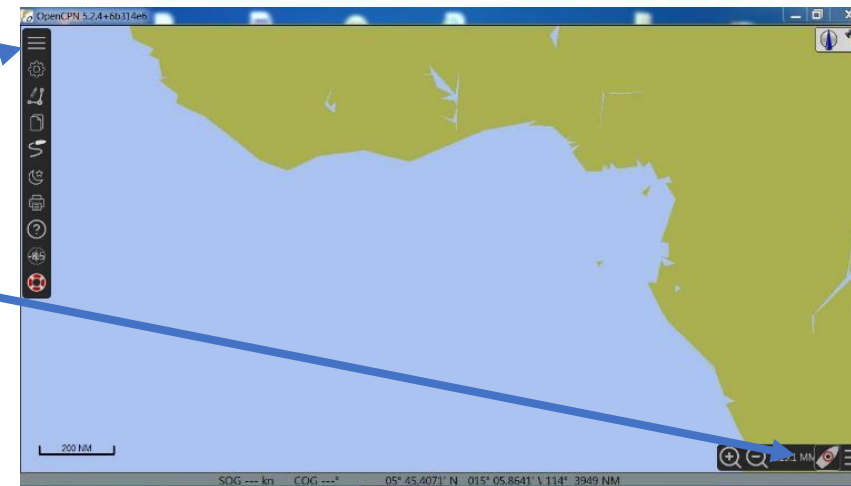 OpenCPN 5.2.4+6b314e6
200 NM
SOG --- kn COG ---° 05° 45.4071' N 015° 05.8641' \ 114° 3949 NM